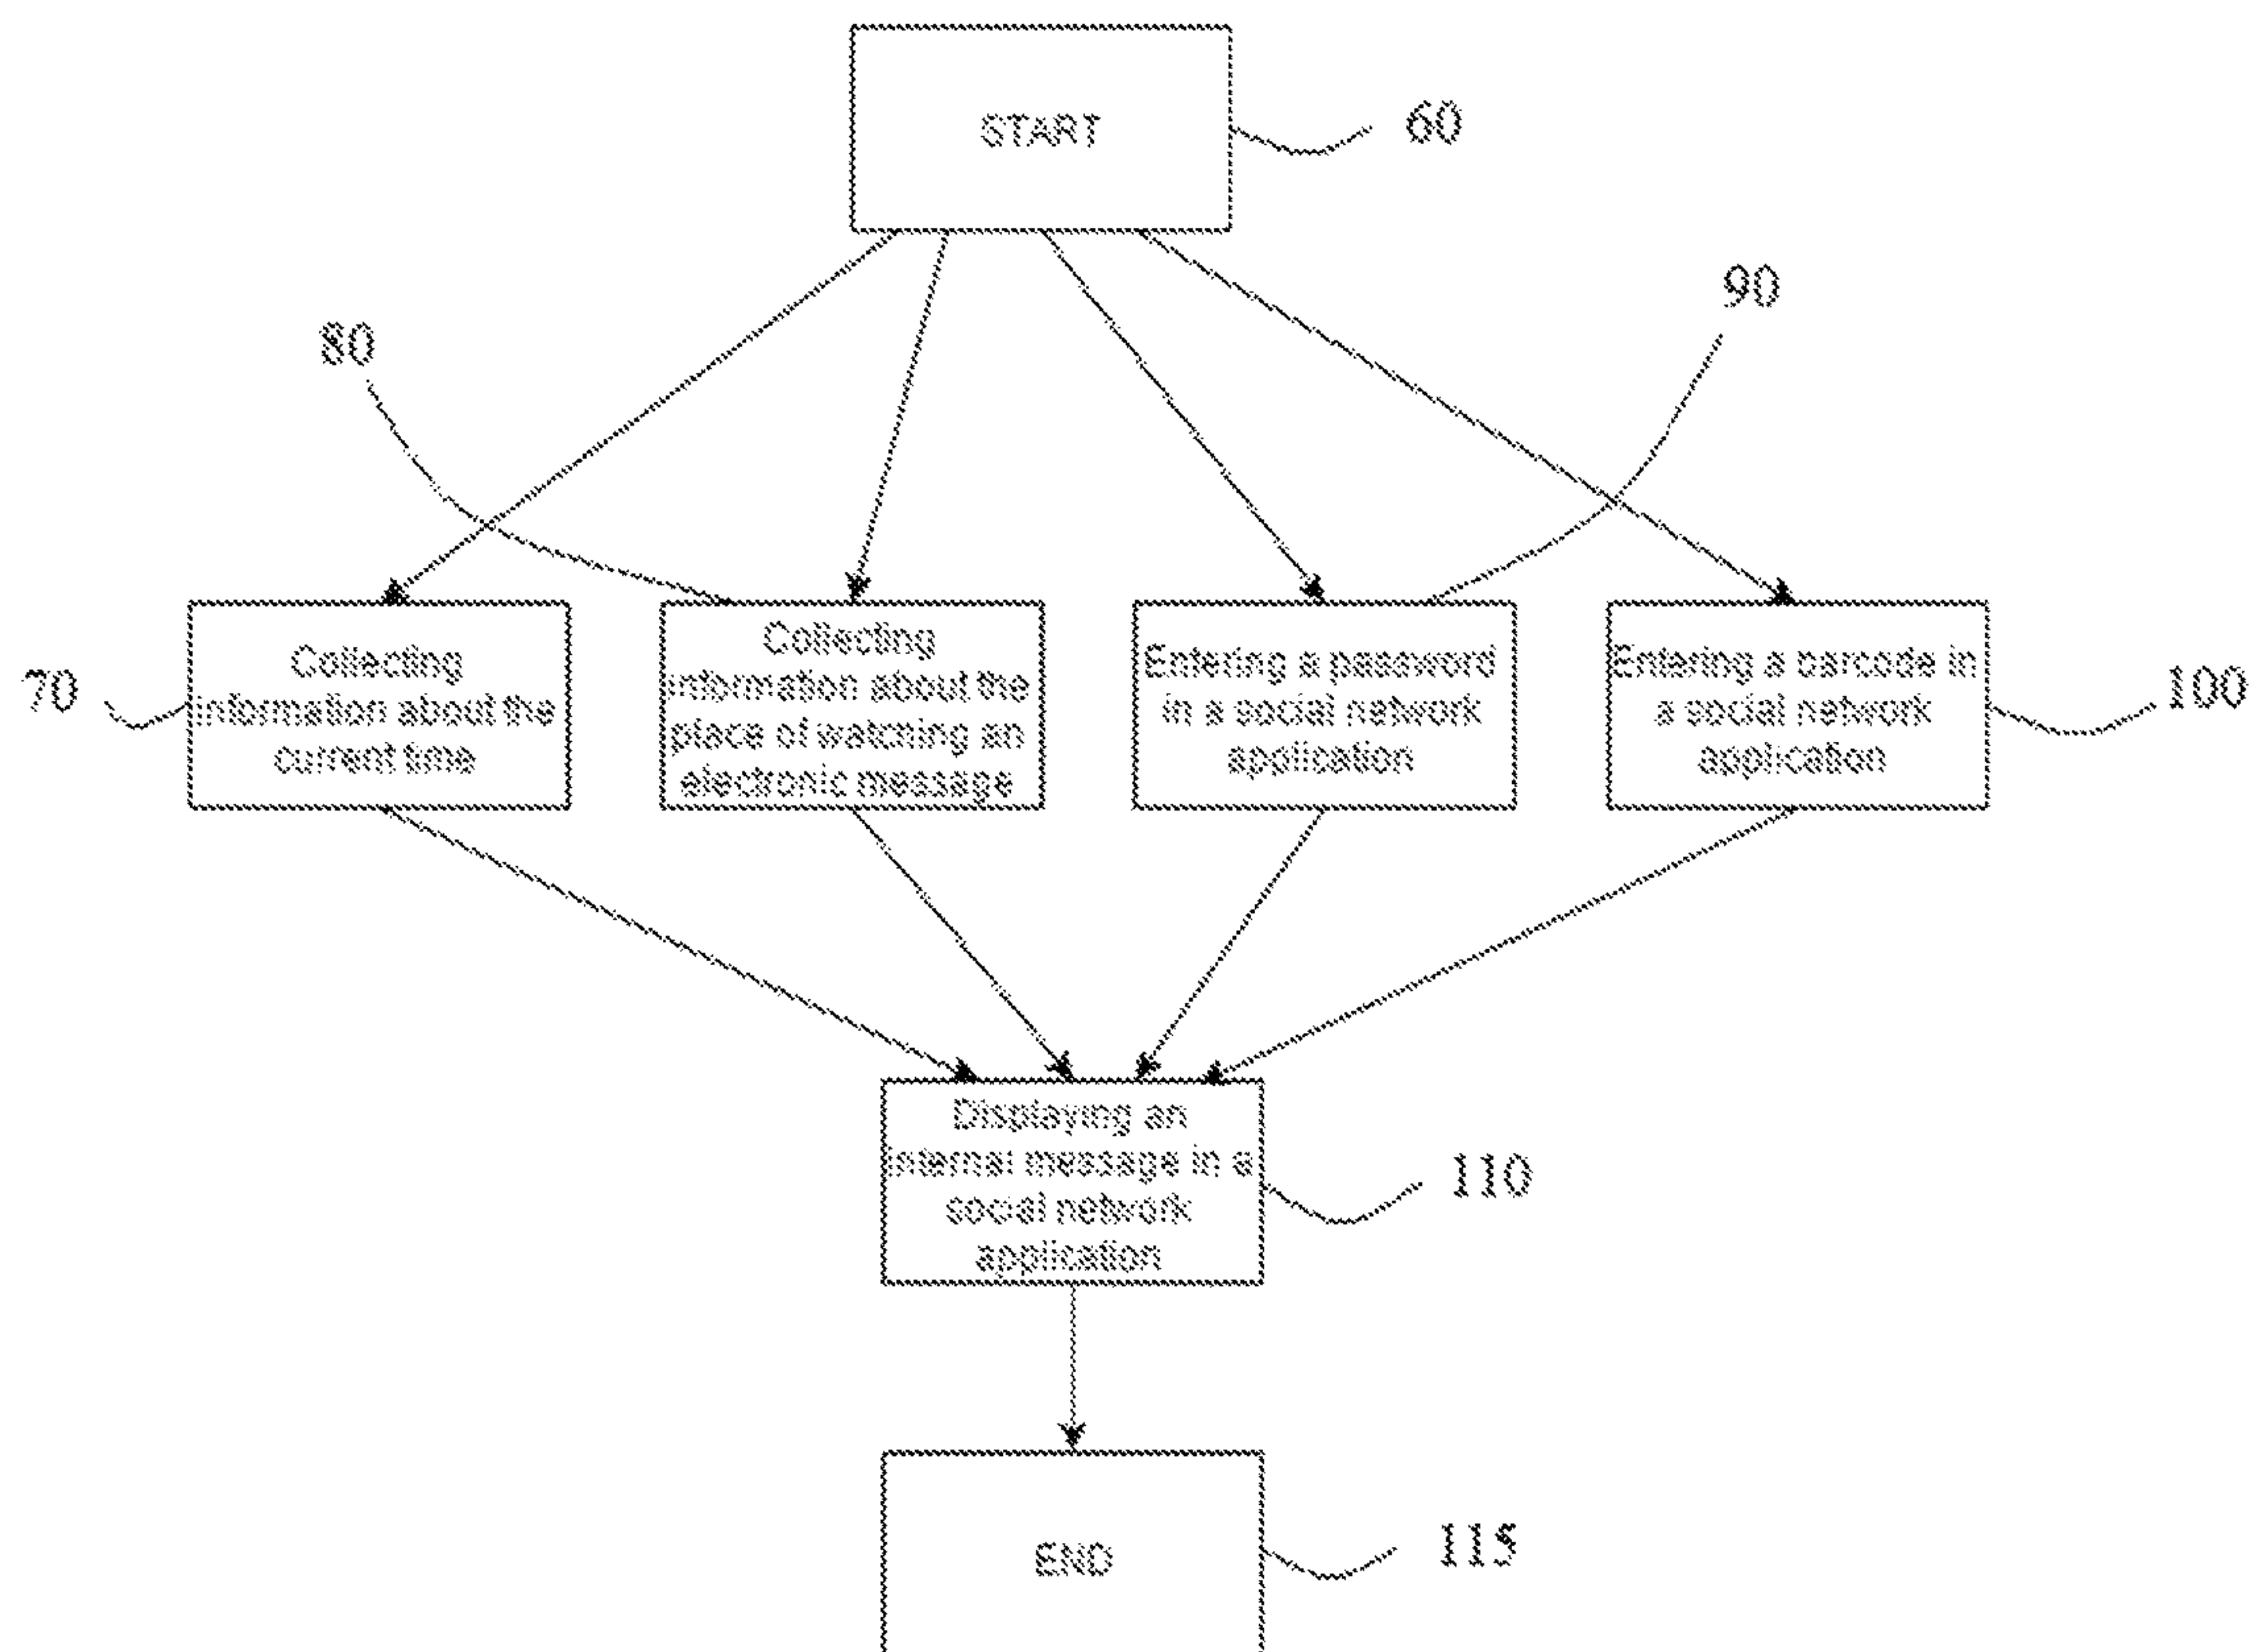 START
60
80
90
70
Collecting
information about the
current time
Collecting
information about the
place of watching an
electronic message
Entering a password
in a social network
application
Entering a barcode in
a social network
application
100
Displaying an
internal message in a
social network
application
110
END
115